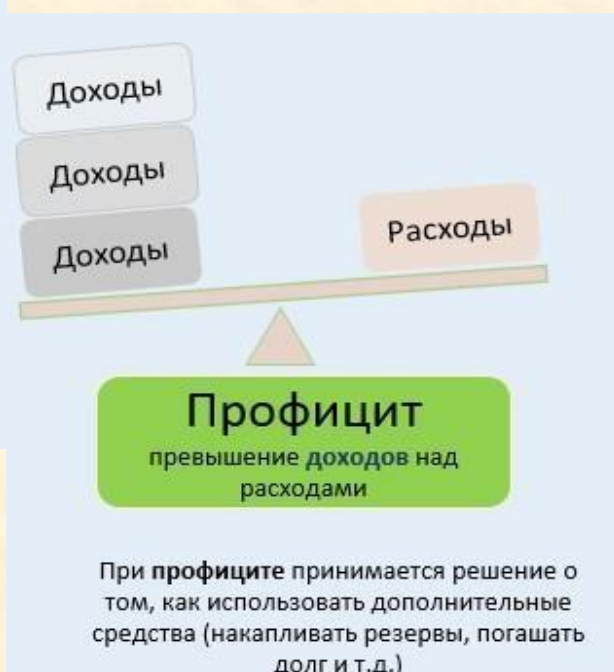 Доходы
Доходы
Доходы
Расходы
Профицит
превышение доходов над
расходами
При профиците принимается решение о
том, как использовать дополнительные
средства (накапливать резервы, погашать
долг и т.д.)